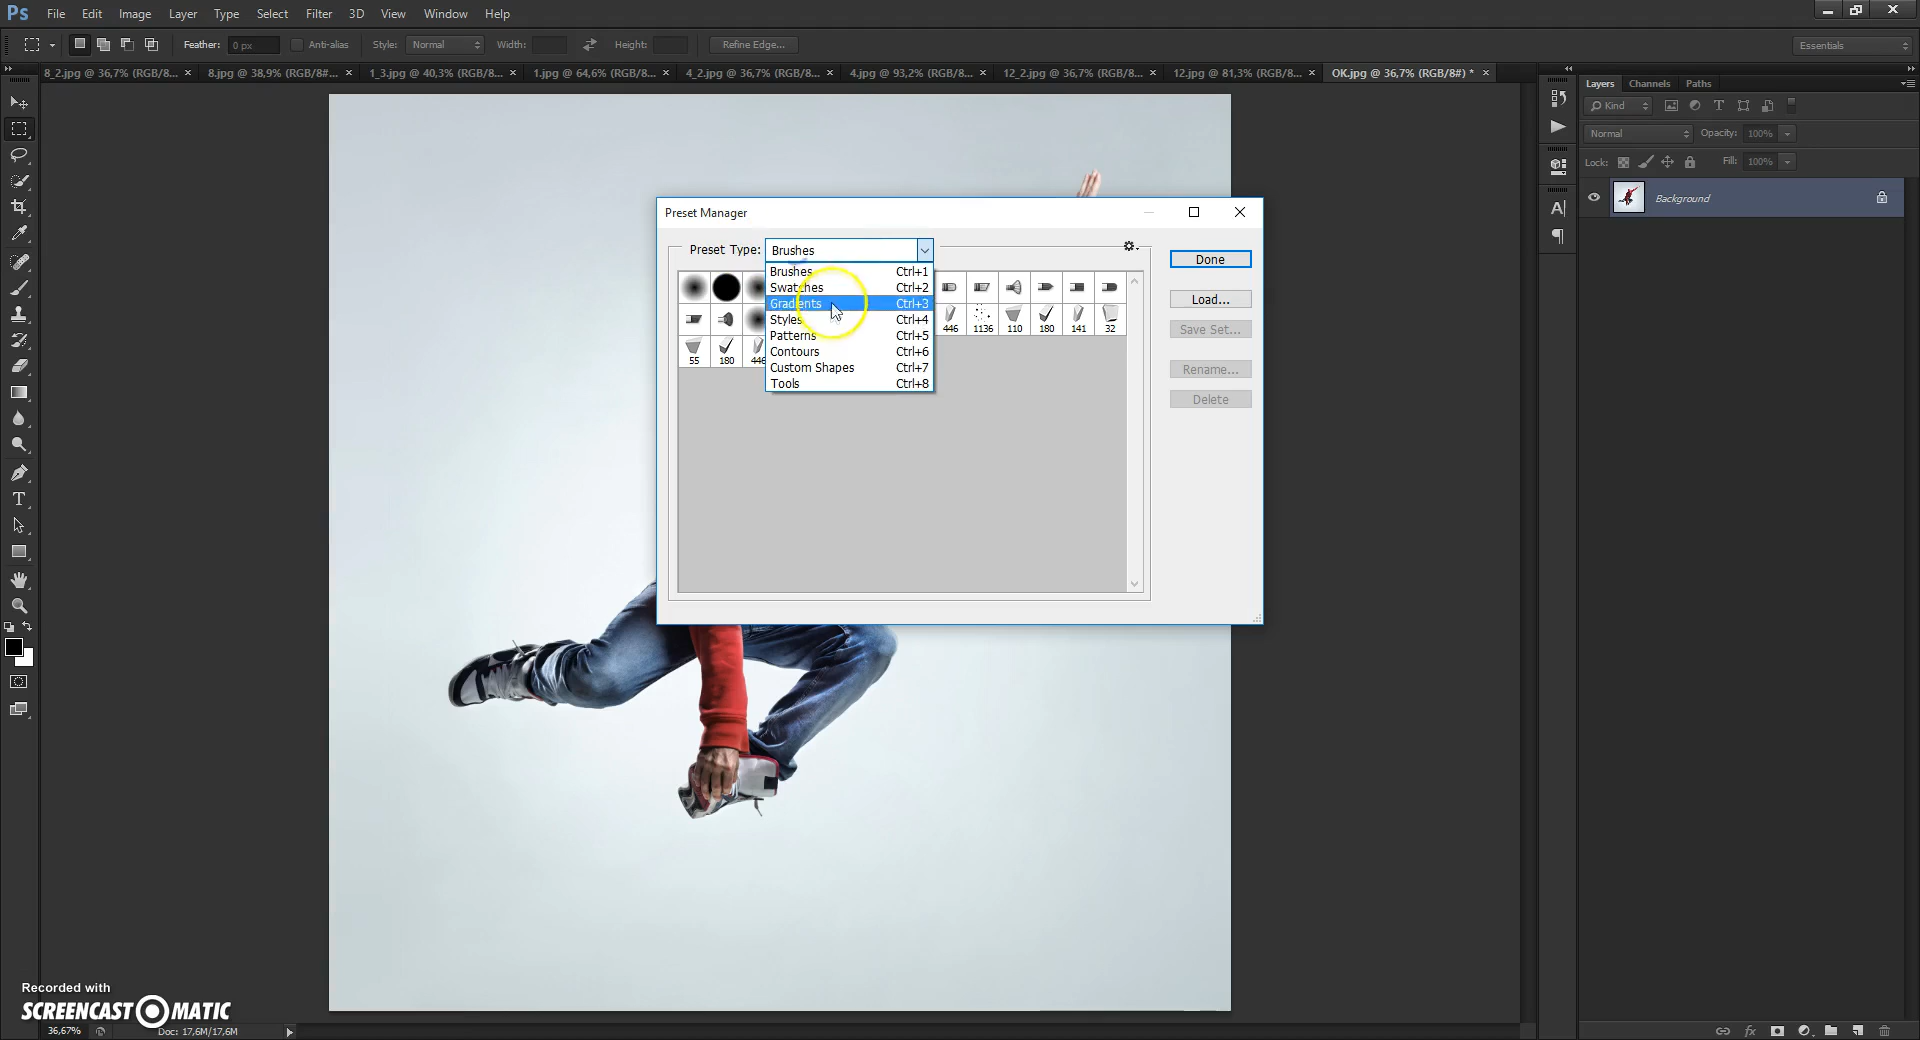 Ps File Edit Image Layer Type Select Filter 3D View Window Help
Feather: 0 px Anti-alias Style: Normal Width: Height: Refine Edge... Essentials
8_2.jpg @ 36,7% (RGB/8... × 8.jpg @ 38,9% (RGB/8#... × 1_3.jpg @ 40,3% (RGB/8... × 1.jpg @ 64,6% (RGB/8... × 4_2.jpg @ 36,7% (RGB/8... × 4.jpg @ 93,2% (RGB/8... × 12_2.jpg @ 36,7% (RGB/8... × 12.jpg @ 81,3% (RGB/8... × OK.jpg @ 36,7% (RGB/8#) * ×
Layers Channels Paths
Kind
Normal Opacity: 100%
Lock: Fill: 100%
Background
Preset Manager
Preset Type: Brushes
Brushes Ctrl+1
Swatches Ctrl+2
Gradients Ctrl+3
Styles Ctrl+4
Patterns Ctrl+5
Contours Ctrl+6
Custom Shapes Ctrl+7
Tools Ctrl+8
446 1136 110 180 141 32
55 180 446
Done
Load...
Save Set...
Rename...
Delete
Recorded with
SCREENCAST MATIC
36,67% Doc: 17,6M/17,6M